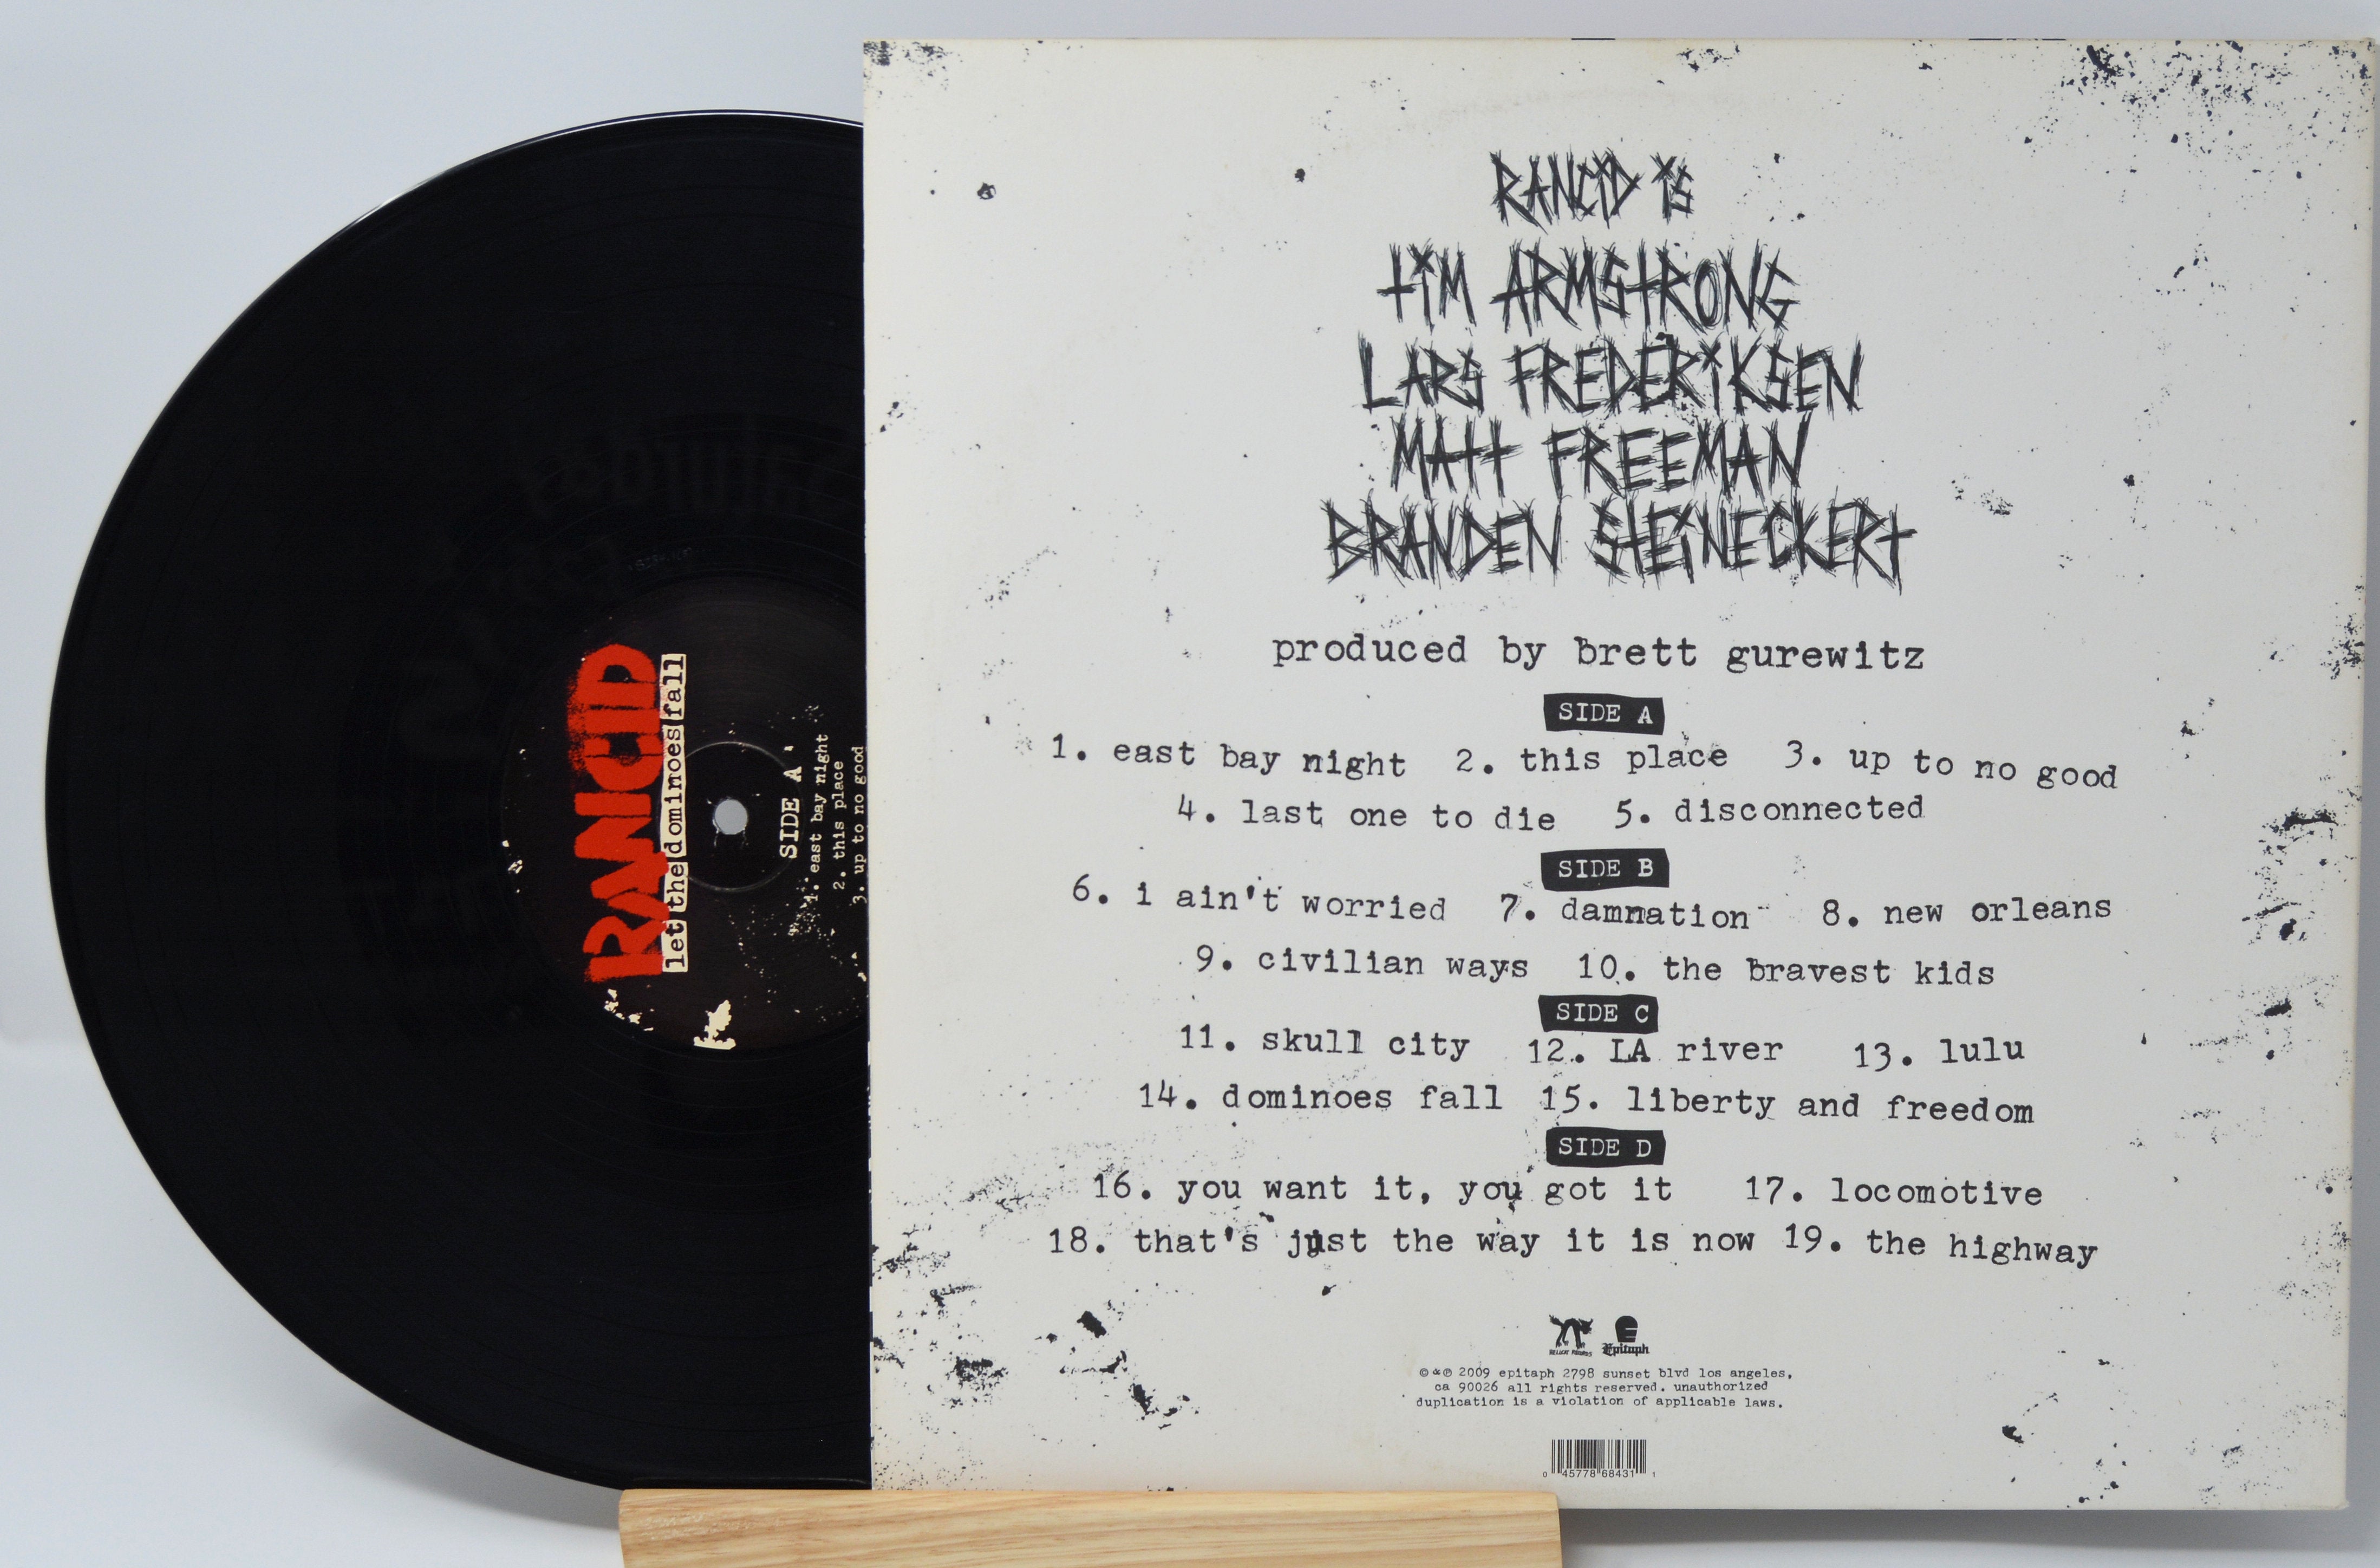 RANCID
let the dominoes fall
SIDE A
1. east bay night
2. this place
3. up to no good
RANCiD iS
tiM ARMStRONG
LARS FREDERiKSEN
MAtt FREEMAN
BRANDEN StEiNECKERt
produced by brett gurewitz
SIDE A
1. east bay night 2. this place 3. up to no good
4. last one to die 5. disconnected
SIDE B
6. i ain't worried 7. damnation 8. new orleans
9. civilian ways 10. the bravest kids
SIDE C
11. skull city 12. LA river 13. lulu
14. dominoes fall 15. liberty and freedom
SIDE D
16. you want it, you got it 17. locomotive
18. that's just the way it is now 19. the highway
Epitaph
©&℗ 2009 epitaph 2798 sunset blvd los angeles,
ca 90026 all rights reserved. unauthorized
duplication is a violation of applicable laws.
0 45778 68431 1